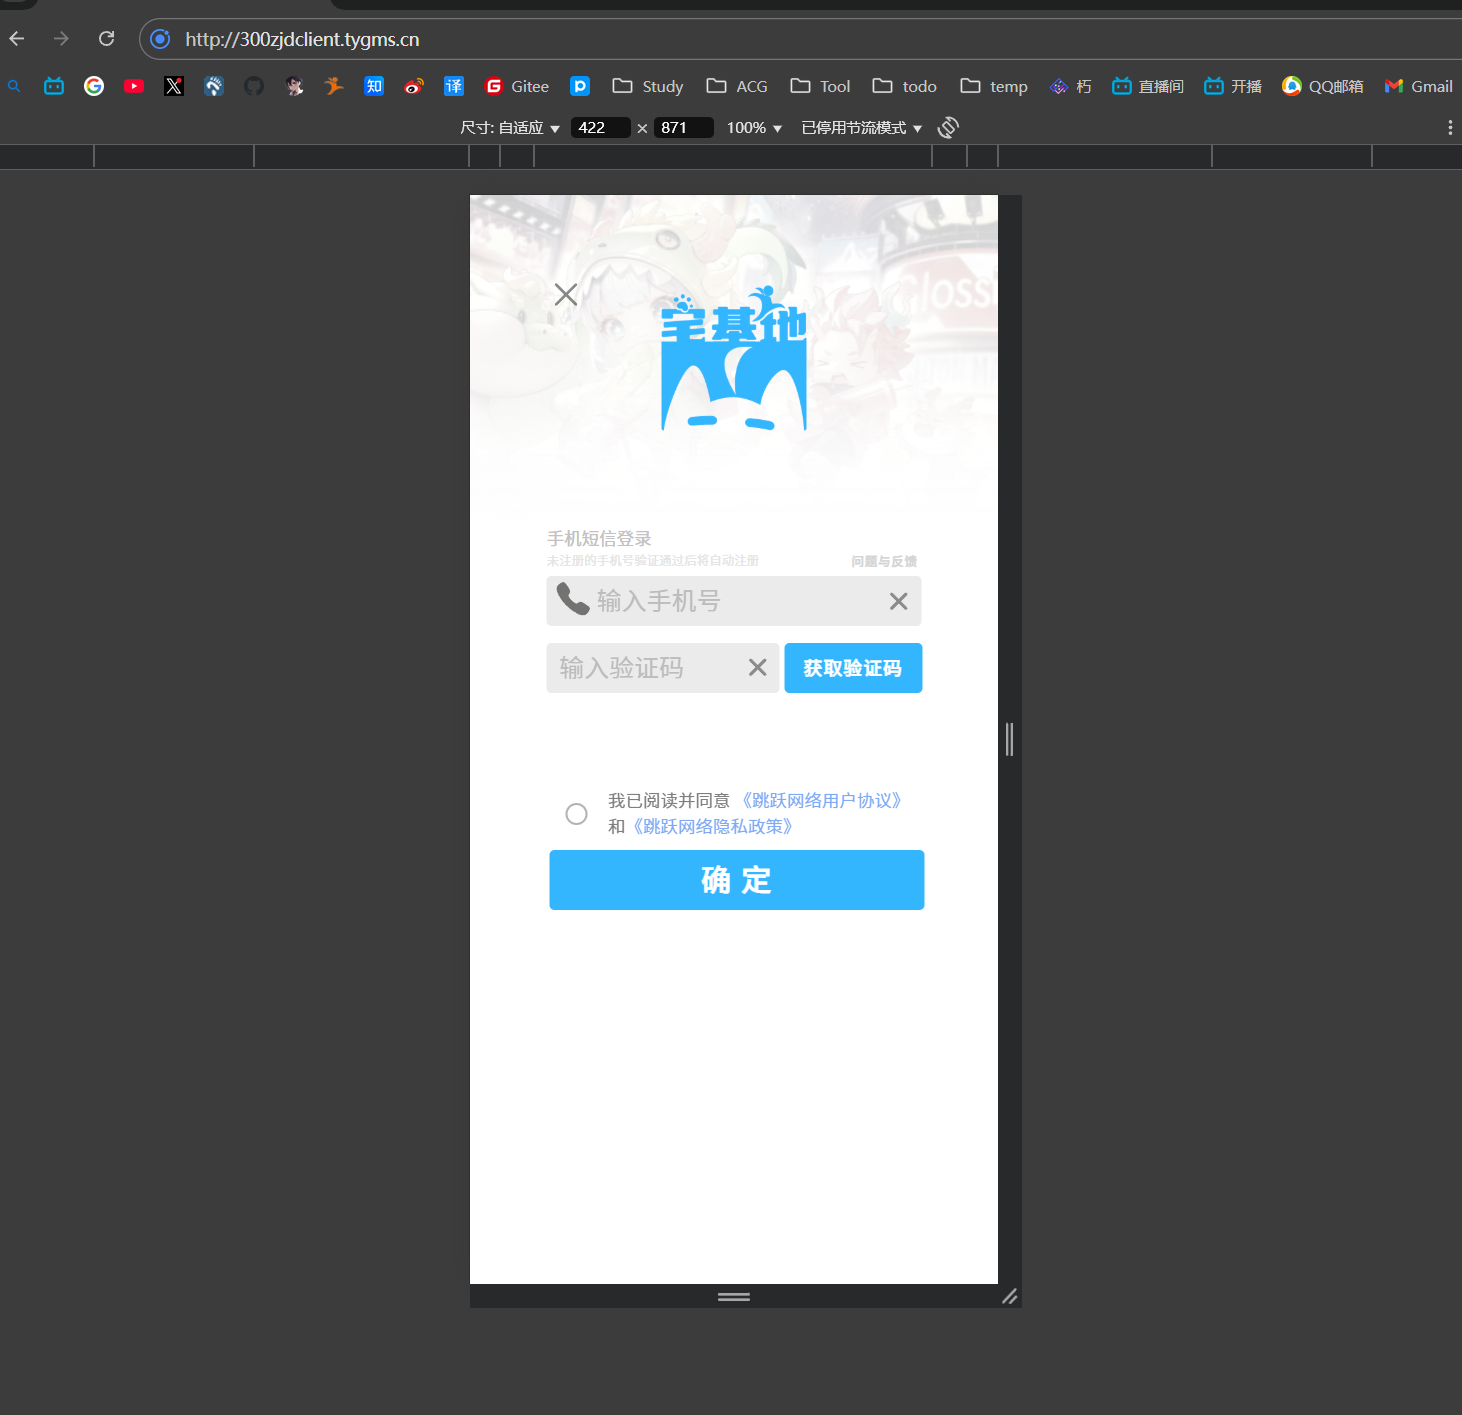 http://300zjdclient.tygms.cn
知 译 Gitee Study ACG Tool todo temp 朽 直播间 开播 QQ邮箱 Gmail
尺寸: 自适应 422 × 871 100% 已停用节流模式
Gloss
宅基地
手机短信登录
未注册的手机号验证通过后将自动注册 问题与反馈
输入手机号
输入验证码 获取验证码
我已阅读并同意 《跳跃网络用户协议》
和《跳跃网络隐私政策》
确 定